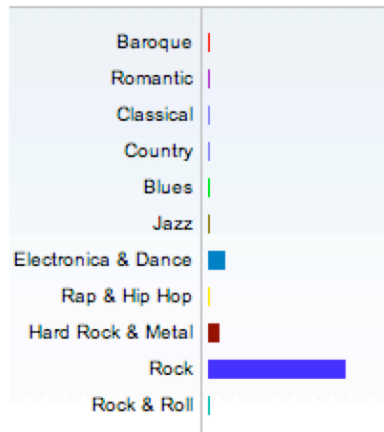 Baroque
Romantic
Classical
Country
Blues
Jazz
Electronica & Dance
Rap & Hip Hop
Hard Rock & Metal
Rock
Rock & Roll